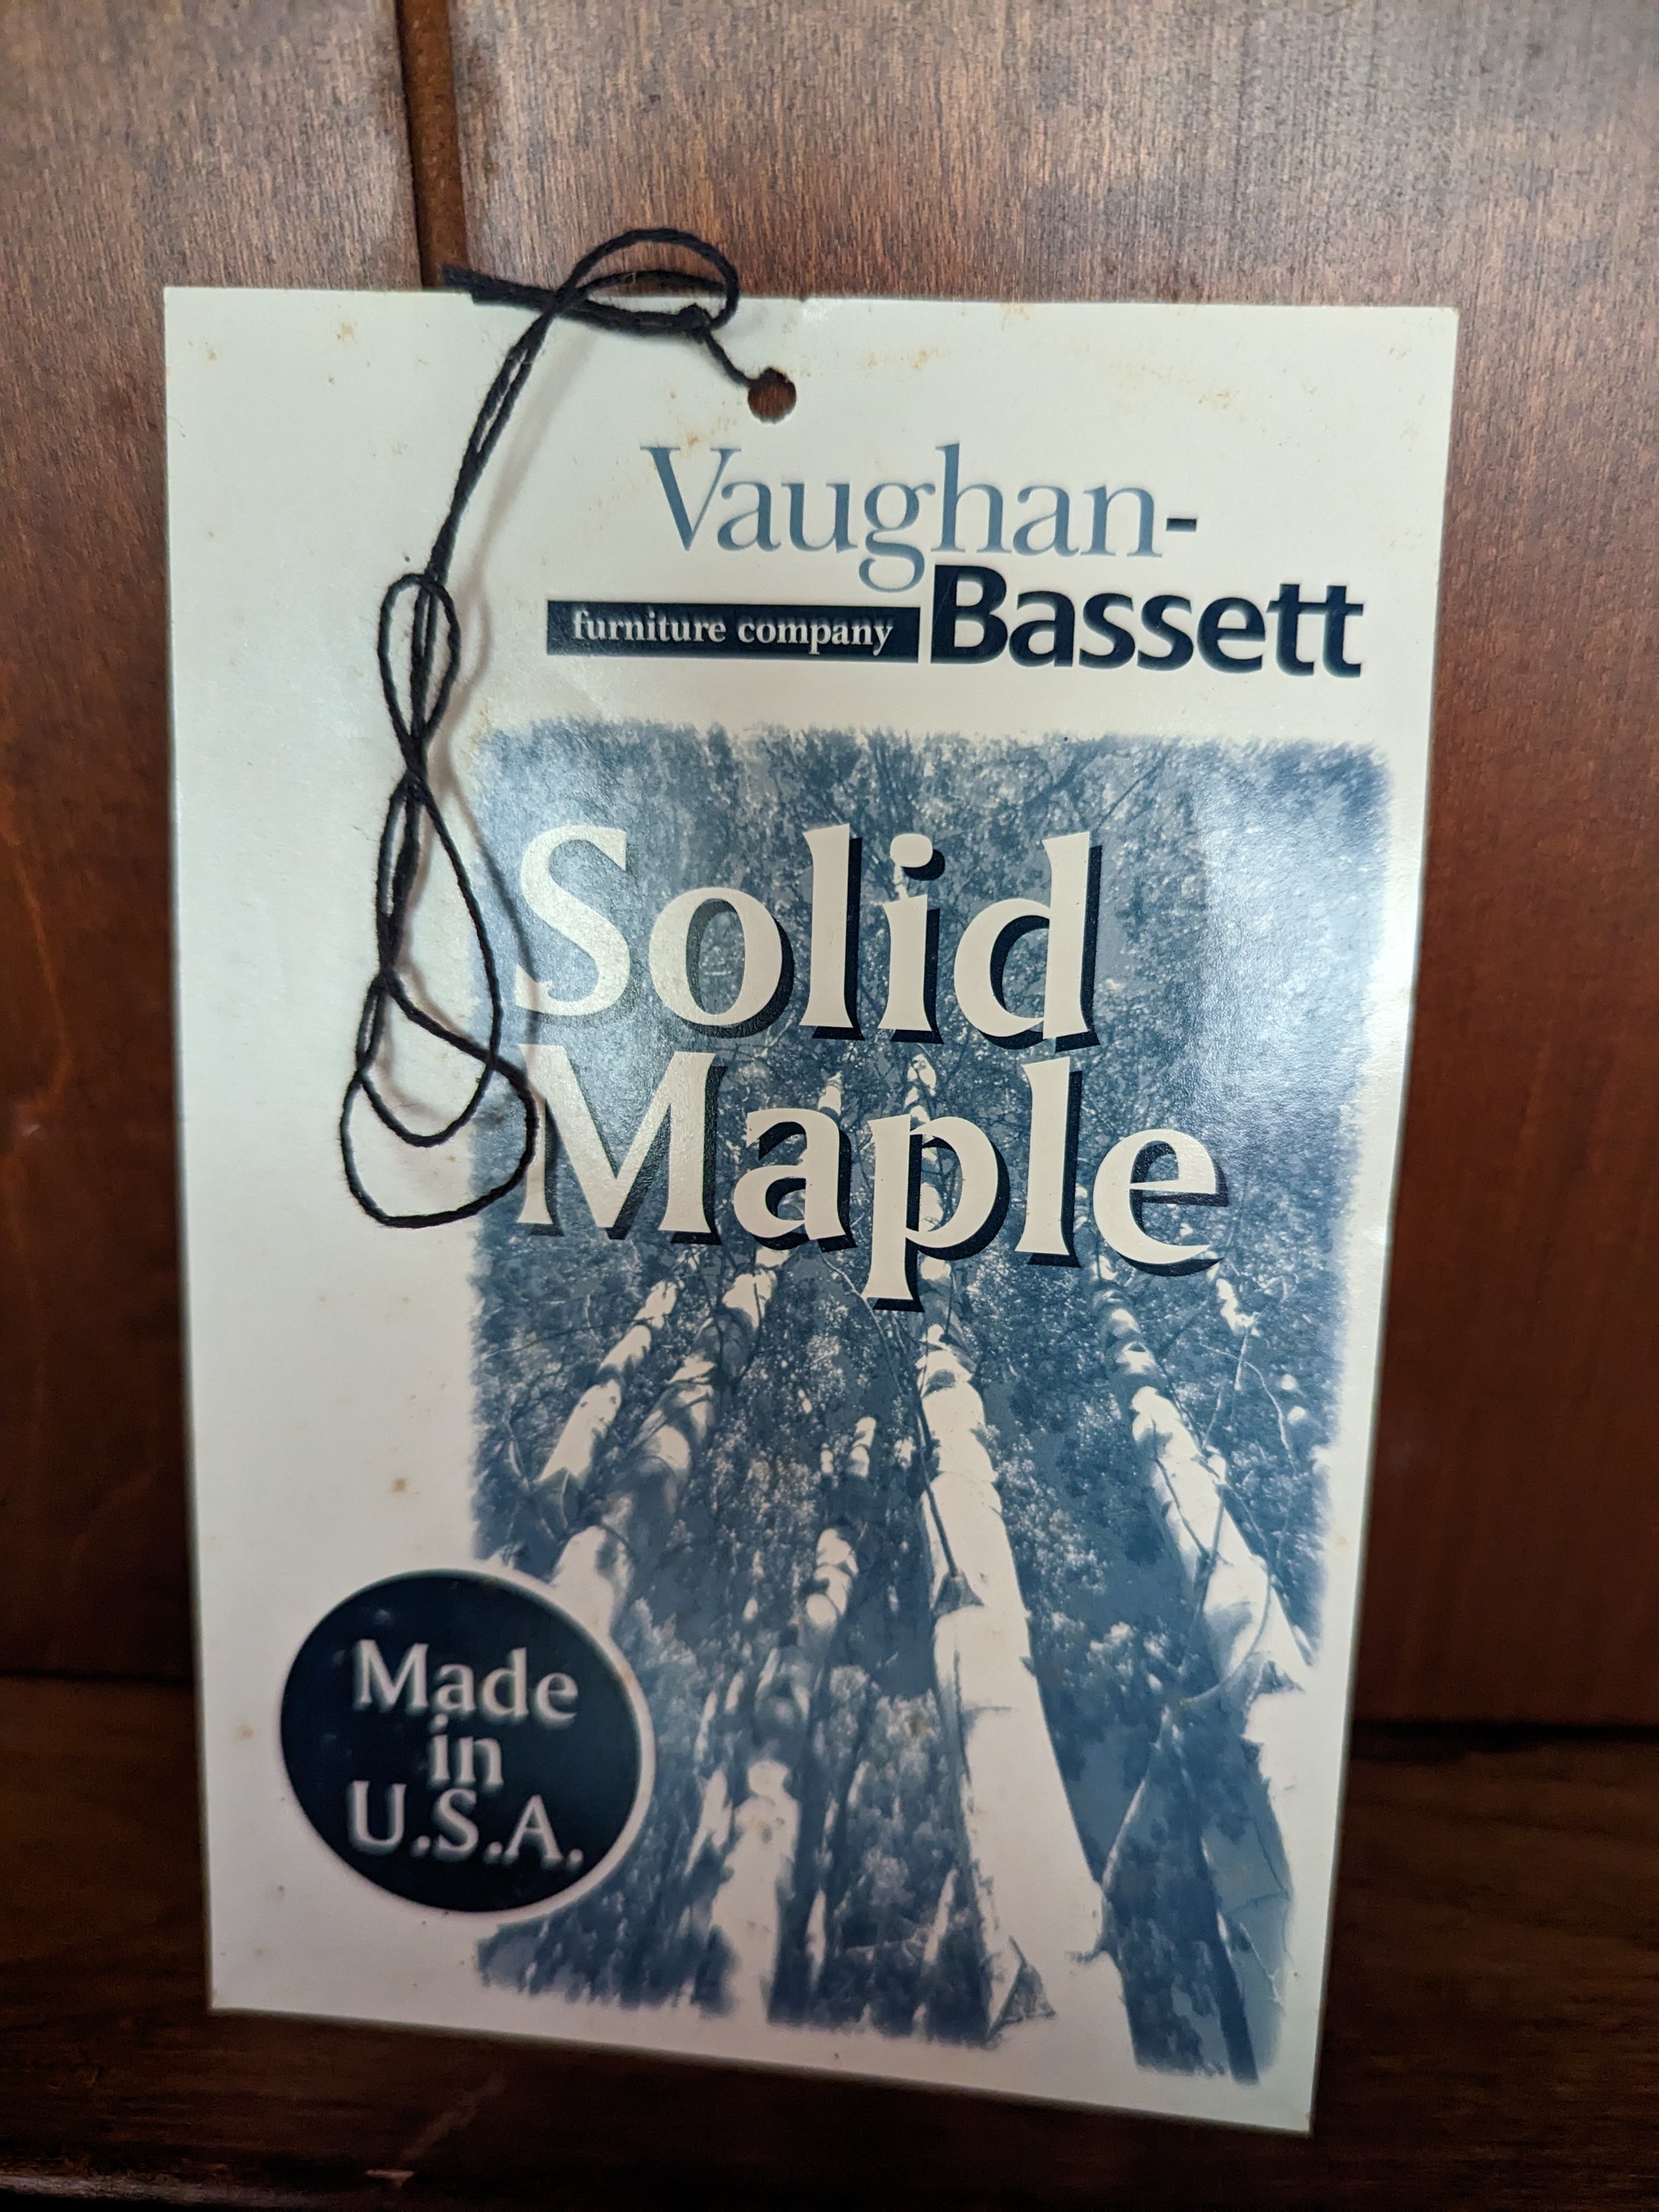 Vaughan-
furniture company Bassett
Solid
Maple
Made
in
U.S.A.